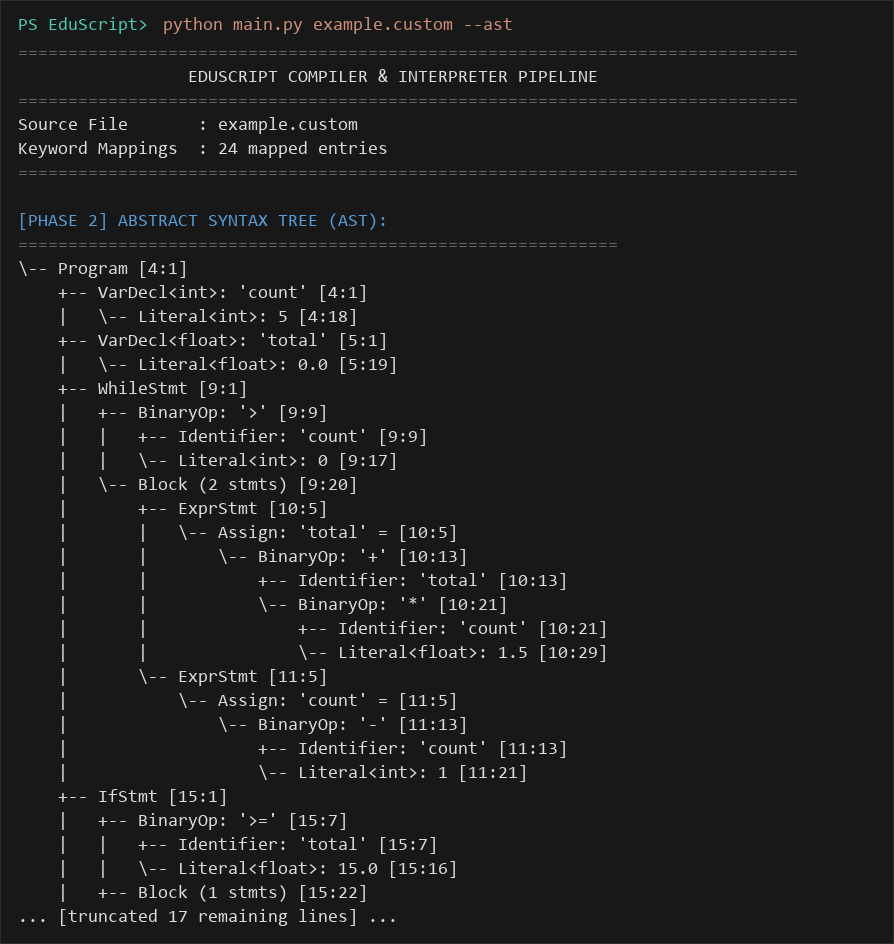 PS EduScript> python main.py example.custom --ast
==============================================================================
                 EDUSCRIPT COMPILER & INTERPRETER PIPELINE
==============================================================================
Source File       : example.custom
Keyword Mappings  : 24 mapped entries
==============================================================================

[PHASE 2] ABSTRACT SYNTAX TREE (AST):
============================================================
\-- Program [4:1]
    +-- VarDecl<int>: 'count' [4:1]
    |   \-- Literal<int>: 5 [4:18]
    +-- VarDecl<float>: 'total' [5:1]
    |   \-- Literal<float>: 0.0 [5:19]
    +-- WhileStmt [9:1]
    |   +-- BinaryOp: '>' [9:9]
    |   |   +-- Identifier: 'count' [9:9]
    |   |   \-- Literal<int>: 0 [9:17]
    |   \-- Block (2 stmts) [9:20]
    |       +-- ExprStmt [10:5]
    |       |   \-- Assign: 'total' = [10:5]
    |       |       \-- BinaryOp: '+' [10:13]
    |       |           +-- Identifier: 'total' [10:13]
    |       |           \-- BinaryOp: '*' [10:21]
    |       |               +-- Identifier: 'count' [10:21]
    |       |               \-- Literal<float>: 1.5 [10:29]
    |       \-- ExprStmt [11:5]
    |           \-- Assign: 'count' = [11:5]
    |               \-- BinaryOp: '-' [11:13]
    |                   +-- Identifier: 'count' [11:13]
    |                   \-- Literal<int>: 1 [11:21]
    +-- IfStmt [15:1]
    |   +-- BinaryOp: '>=' [15:7]
    |   |   +-- Identifier: 'total' [15:7]
    |   |   \-- Literal<float>: 15.0 [15:16]
    |   +-- Block (1 stmts) [15:22]
... [truncated 17 remaining lines] ...